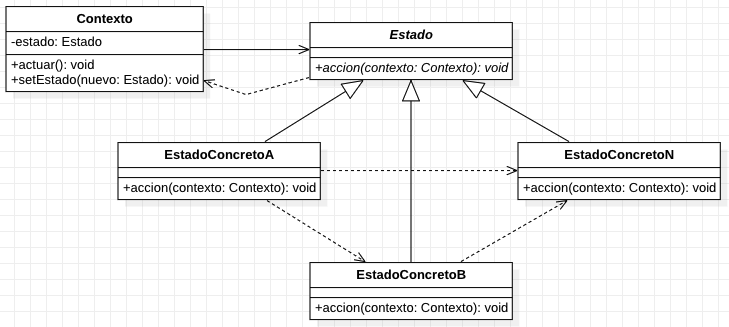 Contexto
-estado: Estado
+actuar(): void
+setEstado(nuevo: Estado): void
Estado
+accion(contexto: Contexto): void
EstadoConcretoA
+accion(contexto: Contexto): void
EstadoConcretoN
+accion(contexto: Contexto): void
EstadoConcretoB
+accion(contexto: Contexto): void